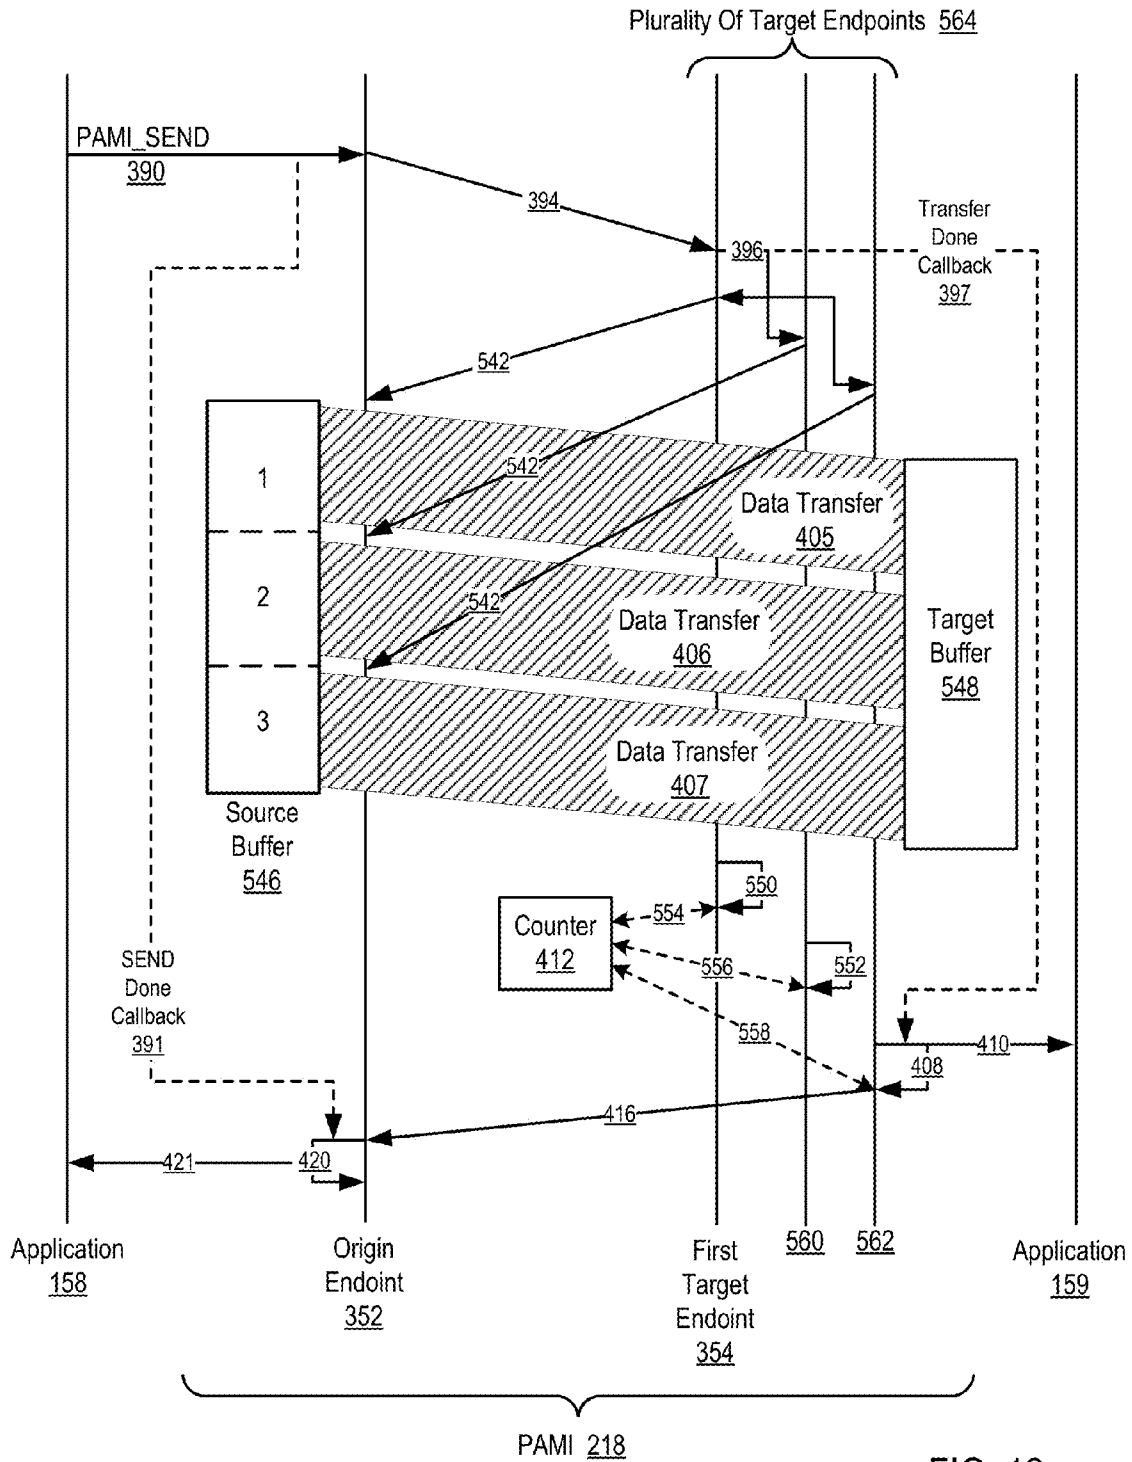 Plurality Of Target Endpoints 564
PAMI_SEND
390
394
396
Transfer
Done
Callback
397
542
542
542
1
2
3
Data Transfer
405
Data Transfer
406
Data Transfer
407
Target
Buffer
548
Source
Buffer
546
550
554
Counter
412
556
552
558
SEND
Done
Callback
391
410
408
416
421
420
Application
158
Origin
Endoint
352
First
Target
Endoint
354
560
562
Application
159
PAMI 218